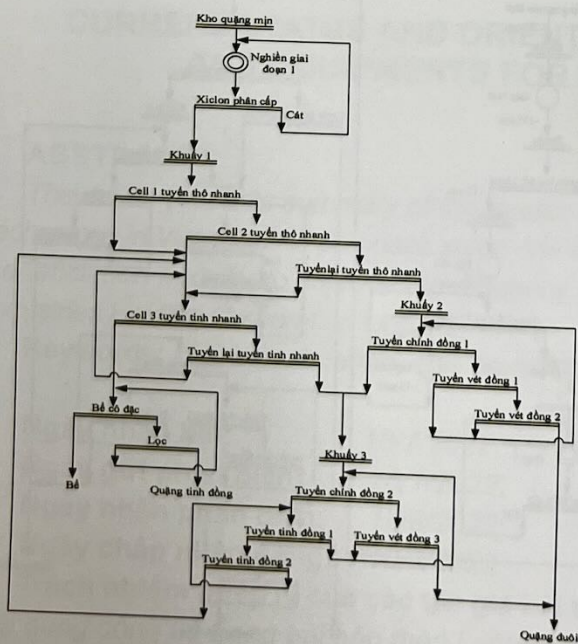 Kho quặng mịn
Nghiền giai
đoạn 1
Xiclon phân cấp
Cát
Khuấy 1
Cell 1 tuyển thô nhanh
Cell 2 tuyển thô nhanh
Tuyển lại tuyển thô nhanh
Khuấy 2
Cell 3 tuyển tinh nhanh
Tuyển chính đồng 1
Tuyển lại tuyển tinh nhanh
Tuyển vét đồng 1
Tuyển vét đồng 2
Bể cô đặc
Lọc
Khuấy 3
Bể
Quặng tinh đồng
Tuyển chính đồng 2
Tuyển tinh đồng 1
Tuyển vét đồng 3
Tuyển tinh đồng 2
Quặng đuôi